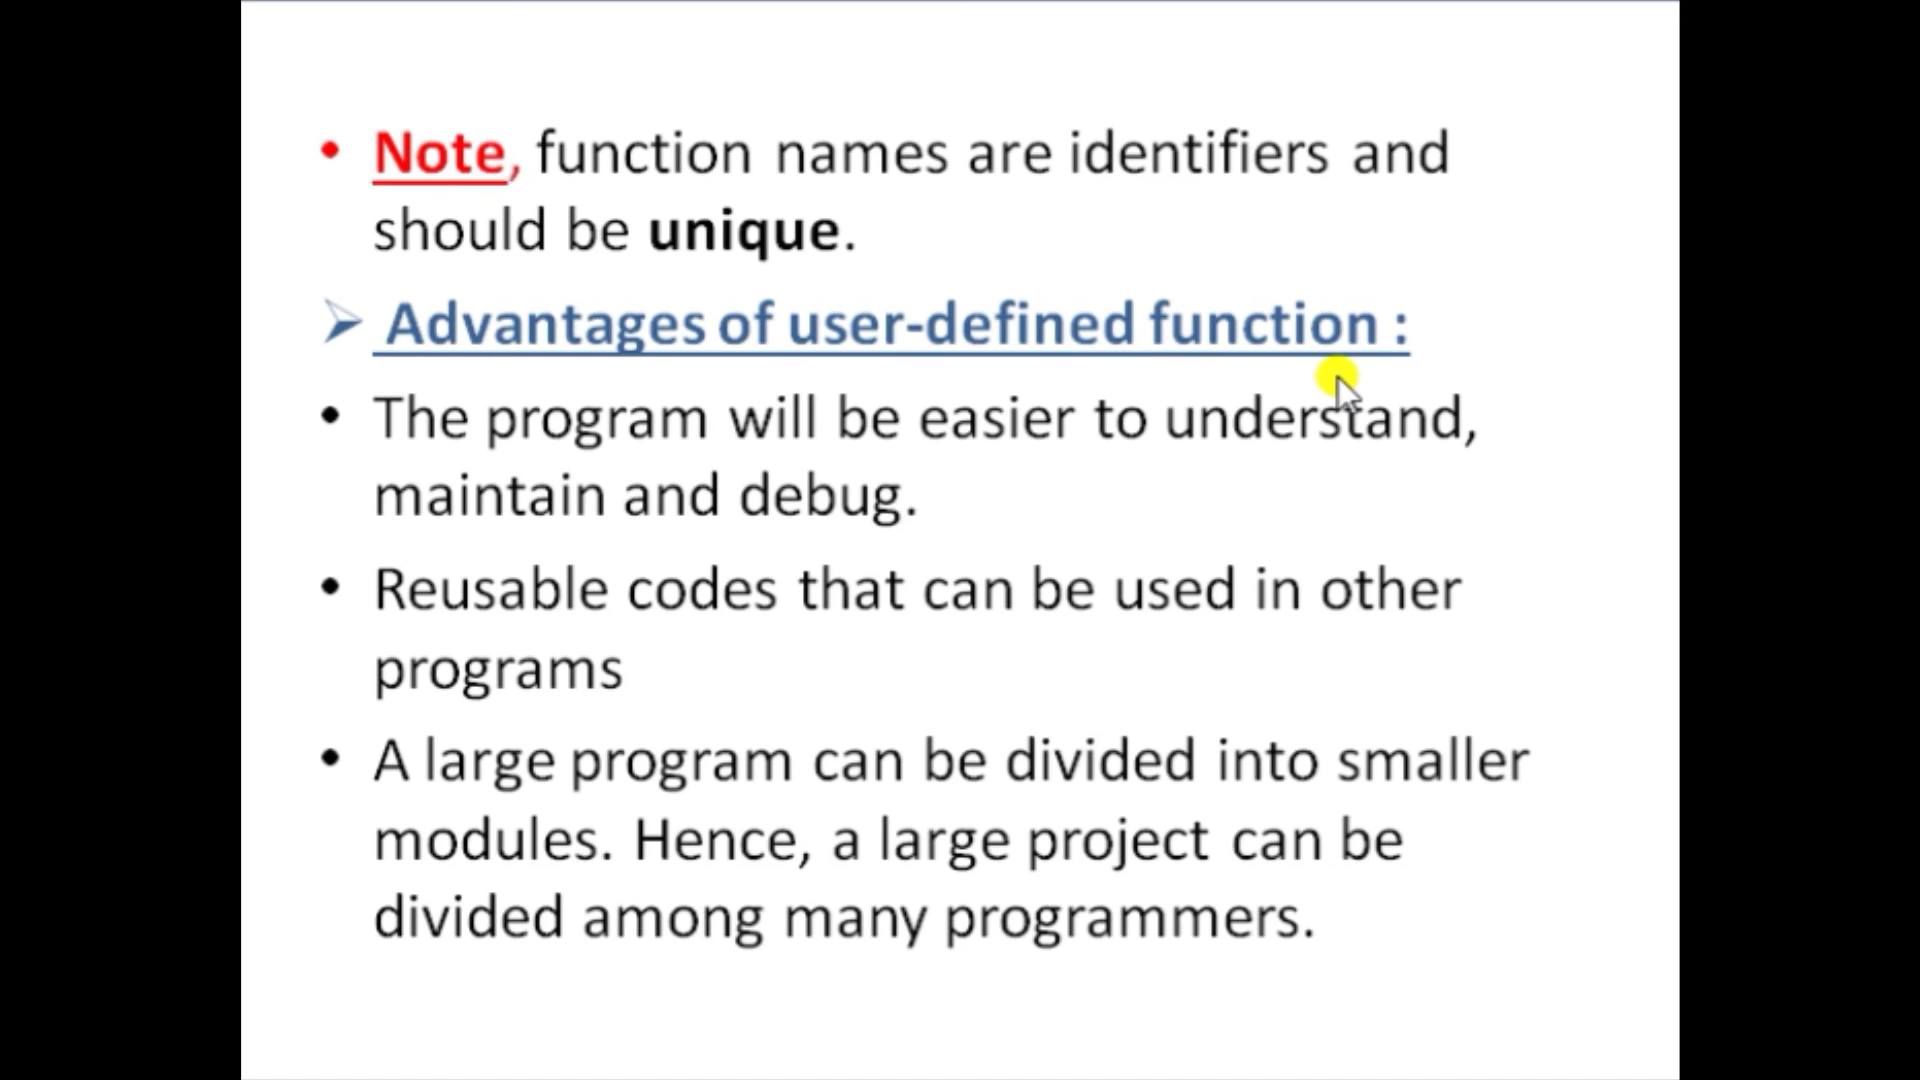 • Note, function names are identifiers and
should be unique.
➢ Advantages of user-defined function :
• The program will be easier to understand,
maintain and debug.
• Reusable codes that can be used in other
programs
• A large program can be divided into smaller
modules. Hence, a large project can be
divided among many programmers.